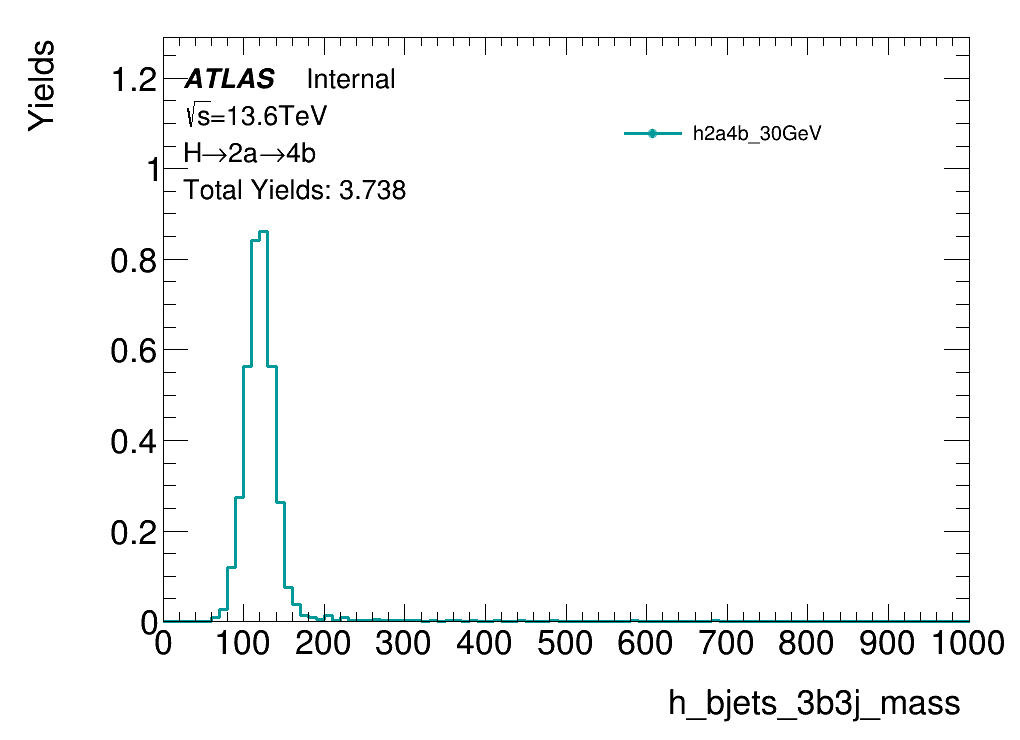 Yields
ATLAS Internal
√s=13.6TeV
H→2a→4b
Total Yields: 3.738
h2a4b_30GeV
1.2
1
0.8
0.6
0.4
0.2
0
0 100 200 300 400 500 600 700 800 900 1000
h_bjets_3b3j_mass